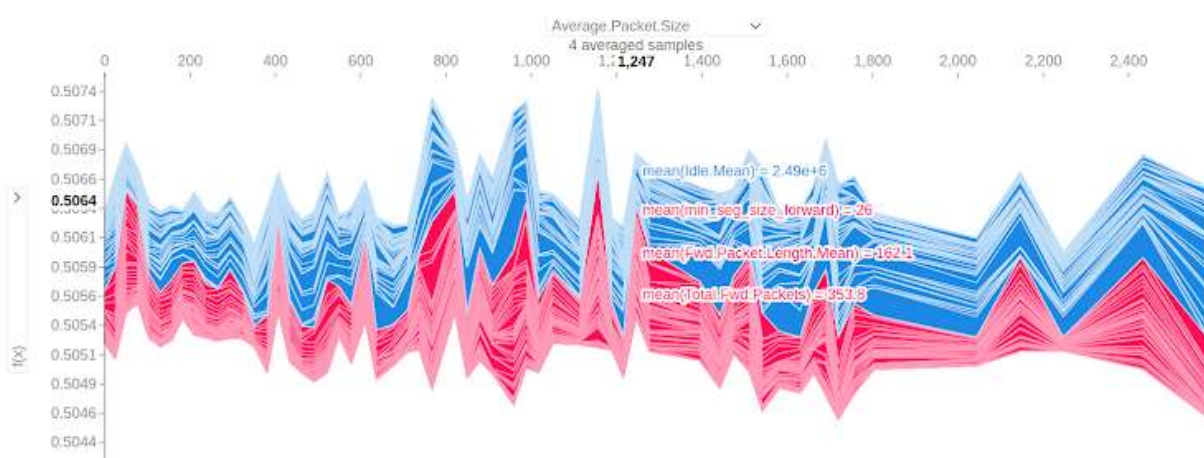 Average.Packet.Size
4 averaged samples
0 200 400 600 800 1,000 1,247 1,400 1,600 1,800 2,000 2,200 2,400
0.5074
0.5071
0.5069
0.5066
mean(Idle.Mean) = 2.49e+6
0.5064
mean(min_seg_size_forward) = 26
0.5061
mean(Fwd.Packet.Length.Mean) = 162.1
0.5059
0.5056
mean(Total.Fwd.Packets) = 353.8
0.5054
0.5051
f(x)
0.5049
0.5046
0.5044